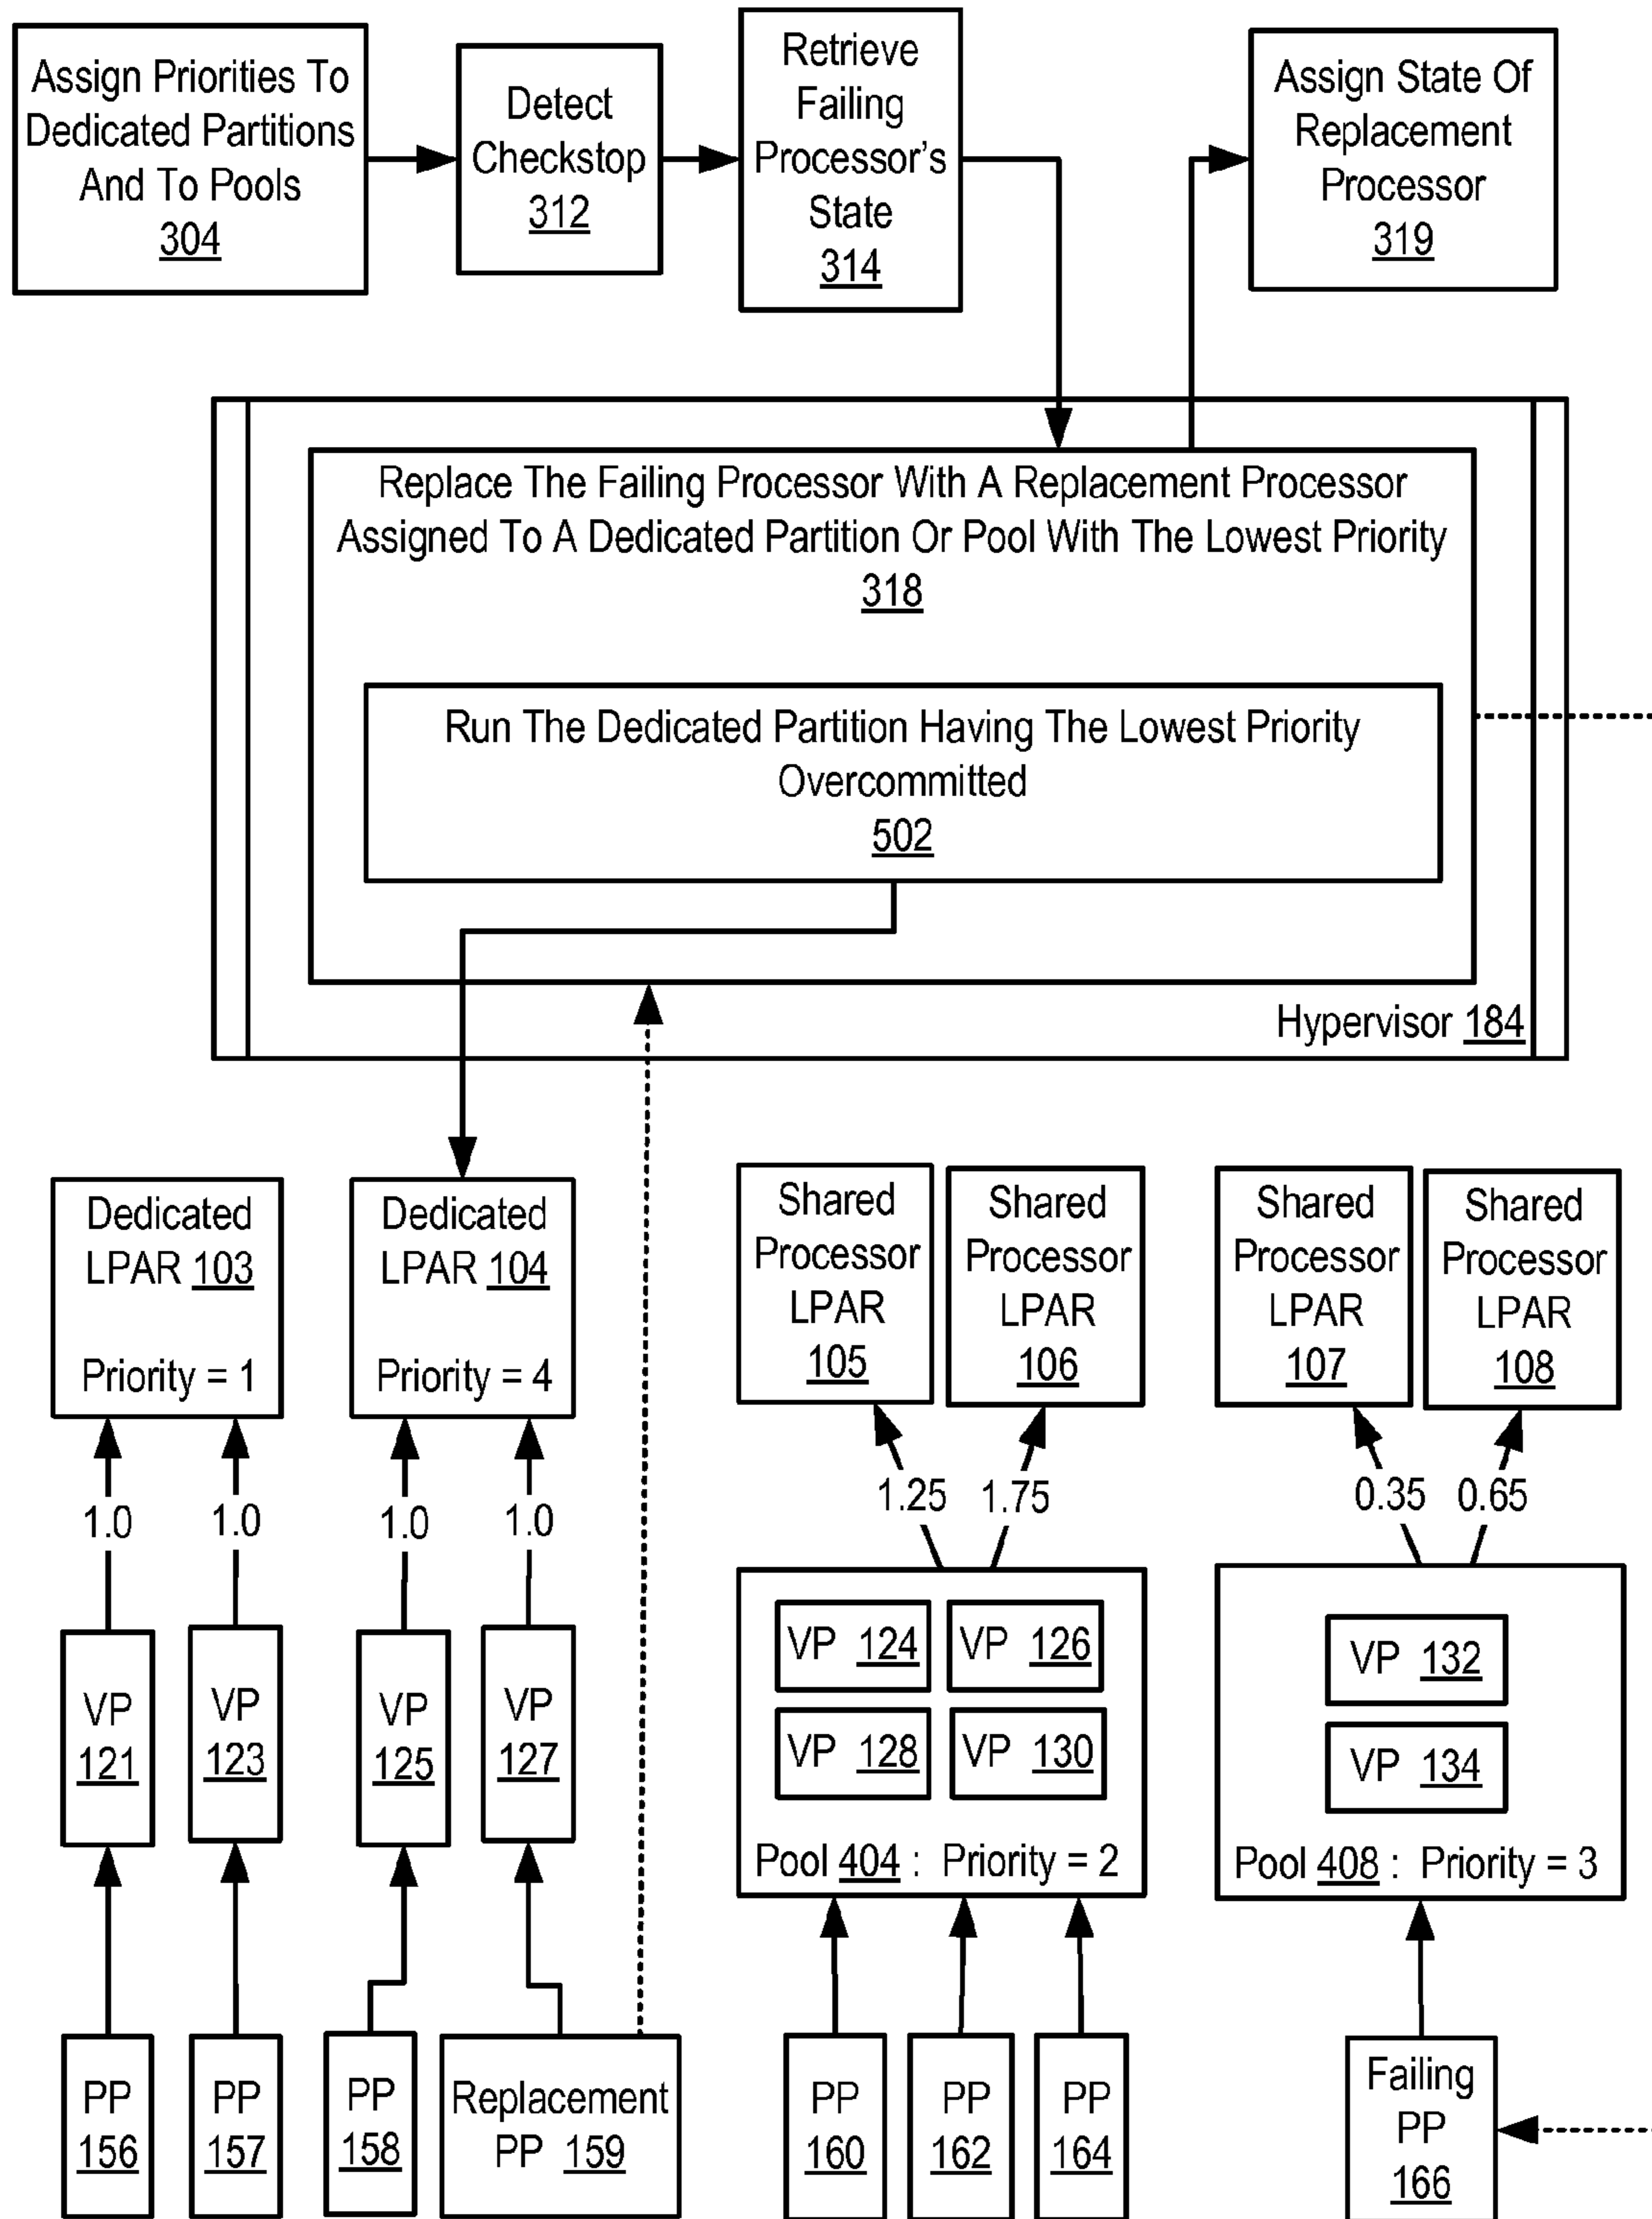 Assign Priorities To
Dedicated Partitions
And To Pools
304
Detect
Checkstop
312
Retrieve
Failing
Processor's
State
314
Assign State Of
Replacement
Processor
319
Replace The Failing Processor With A Replacement Processor
Assigned To A Dedicated Partition Or Pool With The Lowest Priority
318
Run The Dedicated Partition Having The Lowest Priority
Overcommitted
502
Hypervisor 184
Dedicated
LPAR 103
Priority = 1
Dedicated
LPAR 104
Priority = 4
Shared
Processor
LPAR
105
Shared
Processor
LPAR
106
Shared
Processor
LPAR
107
Shared
Processor
LPAR
108
1.0
1.0
1.0
1.0
1.25
1.75
0.35
0.65
VP
121
VP
123
VP
125
VP
127
VP 124
VP 126
VP 128
VP 130
Pool 404 : Priority = 2
VP 132
VP 134
Pool 408 : Priority = 3
PP
156
PP
157
PP
158
Replacement
PP 159
PP
160
PP
162
PP
164
Failing
PP
166